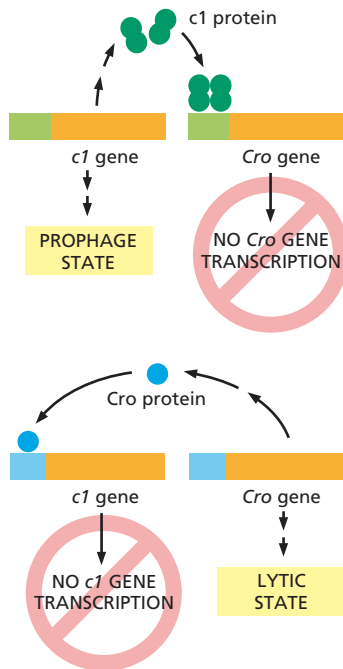 c1 protein
c1 gene
Cro gene
PROPHAGE
STATE
NO Cro GENE
TRANSCRIPTION
Cro protein
c1 gene
Cro gene
NO c1 GENE
TRANSCRIPTION
LYTIC
STATE